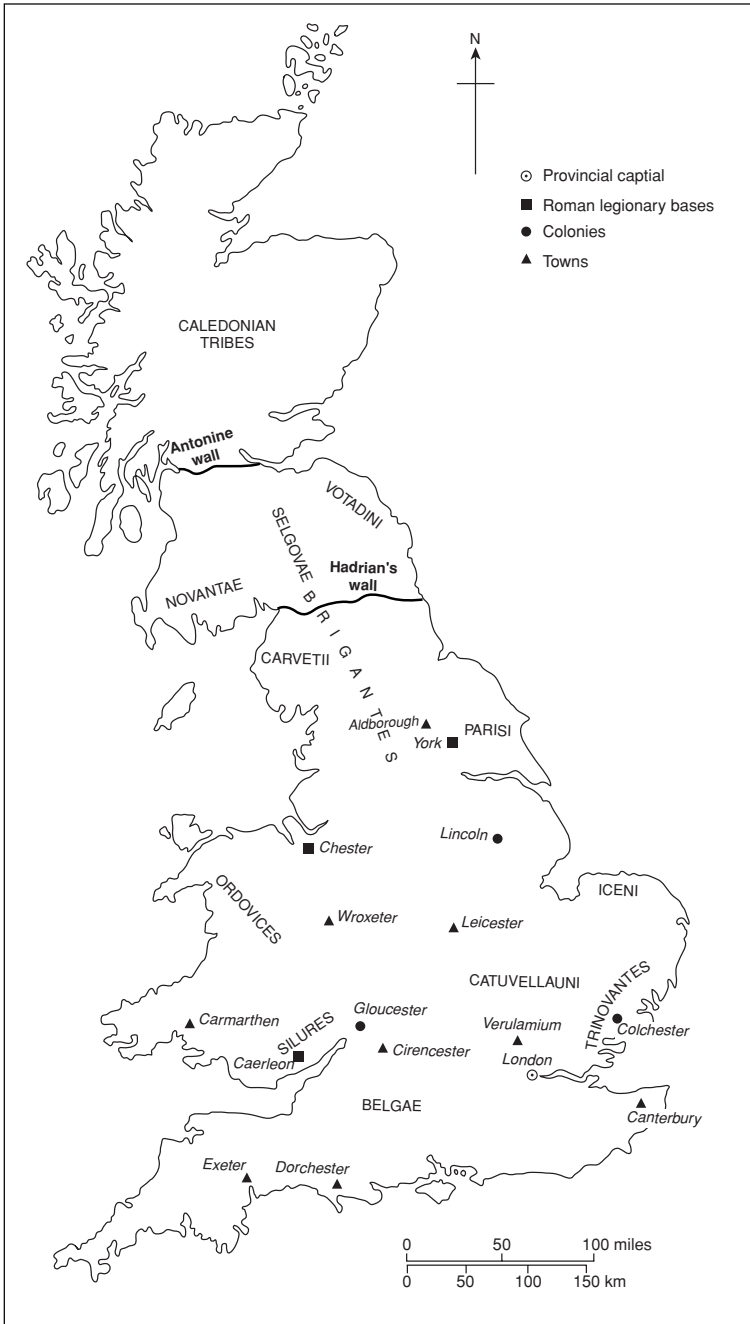 N
Provincial captial
Roman legionary bases
Colonies
Towns
CALEDONIAN
TRIBES
Antonine
wall
VOTADINI
SELGOVAE
Hadrian's
wall
NOVANTAE
BRIGANTES
CARVETII
Aldborough
PARISI
York
Lincoln
Chester
ICENI
ORDOVICES
Wroxeter
Leicester
CATUVELLAUNI
TRINOVANTES
Gloucester
Carmarthen
SILURES
Verulamium
Colchester
Cirencester
London
Caerleon
BELGAE
Canterbury
Exeter
Dorchester
0 50 100 miles
0 50 100 150 km